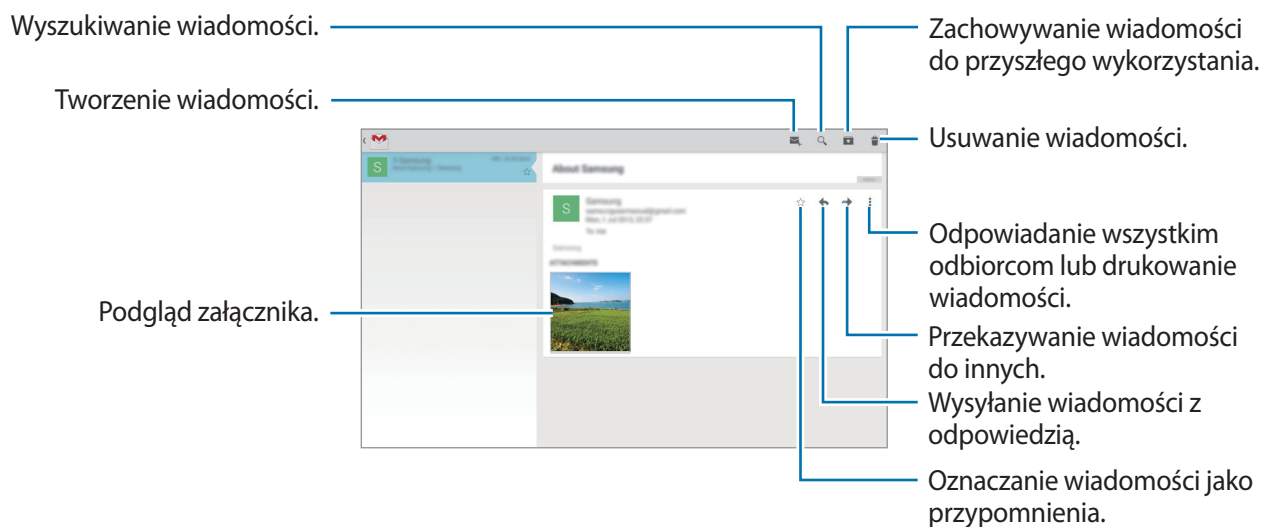 Wyszukiwanie wiadomości.
Tworzenie wiadomości.
Podgląd załącznika.
Zachowywanie wiadomości
do przyszłego wykorzystania.
Usuwanie wiadomości.
Odpowiadanie wszystkim
odbiorcom lub drukowanie
wiadomości.
Przekazywanie wiadomości
do innych.
Wysyłanie wiadomości z
odpowiedzią.
Oznaczanie wiadomości jako
przypomnienia.
S
About Samsung
S
Samsung
To me
Samsung
ATTACHMENTS